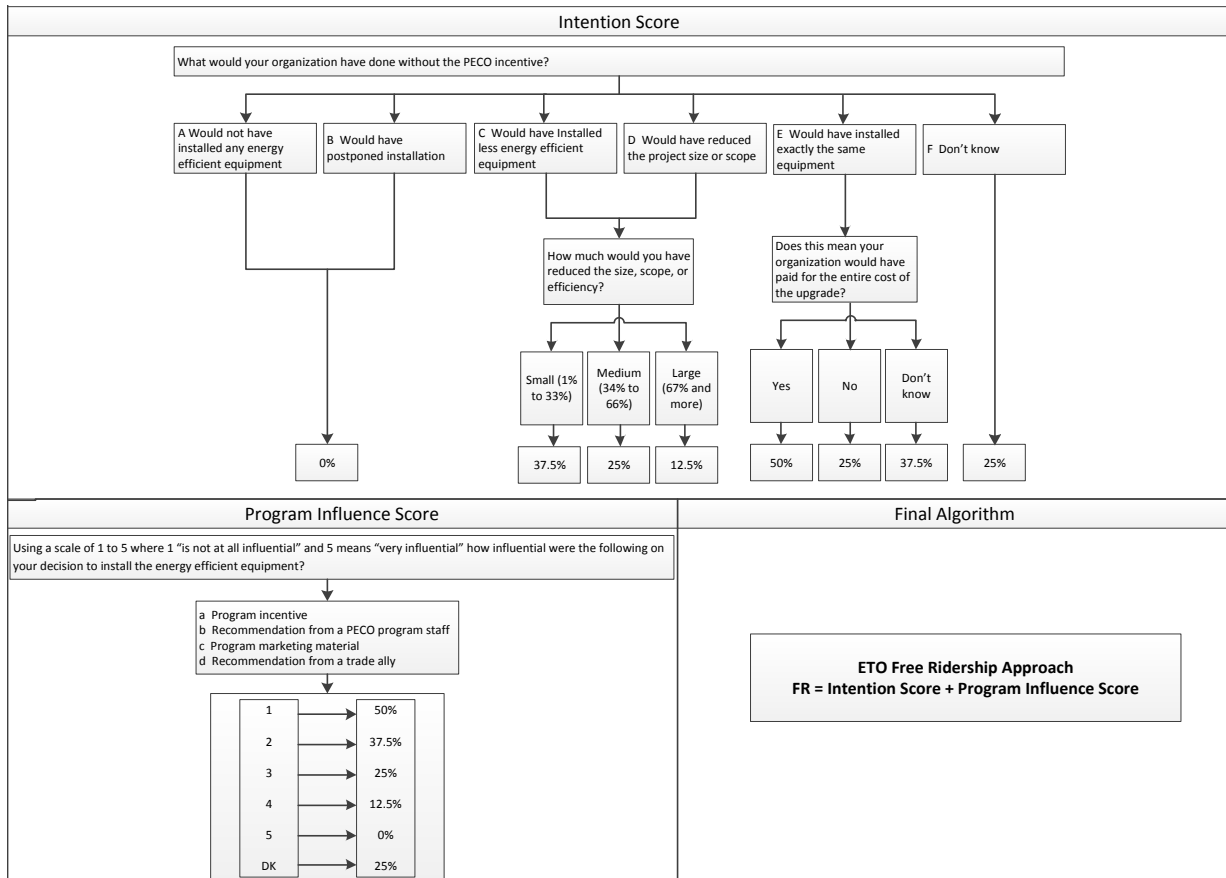 Intention Score
What would your organization have done without the PECO incentive?
A Would not have
installed any energy
efficient equipment
B Would have
postponed installation
C Would have Installed
less energy efficient
equipment
D Would have reduced
the project size or scope
E Would have installed
exactly the same
equipment
F Don’t know
How much would you have
reduced the size, scope, or
efficiency?
Does this mean your
organization would have
paid for the entire cost of
the upgrade?
Small (1%
to 33%)
Medium
(34% to
66%)
Large
(67% and
more)
Yes
No
Don’t
know
0%
37.5%
25%
12.5%
50%
25%
37.5%
25%
Program Influence Score
Using a scale of 1 to 5 where 1 “is not at all influential” and 5 means “very influential” how influential were the following on
your decision to install the energy efficient equipment?
a Program incentive
b Recommendation from a PECO program staff
c Program marketing material
d Recommendation from a trade ally
1 50%
2 37.5%
3 25%
4 12.5%
5 0%
DK 25%
Final Algorithm
ETO Free Ridership Approach
FR = Intention Score + Program Influence Score